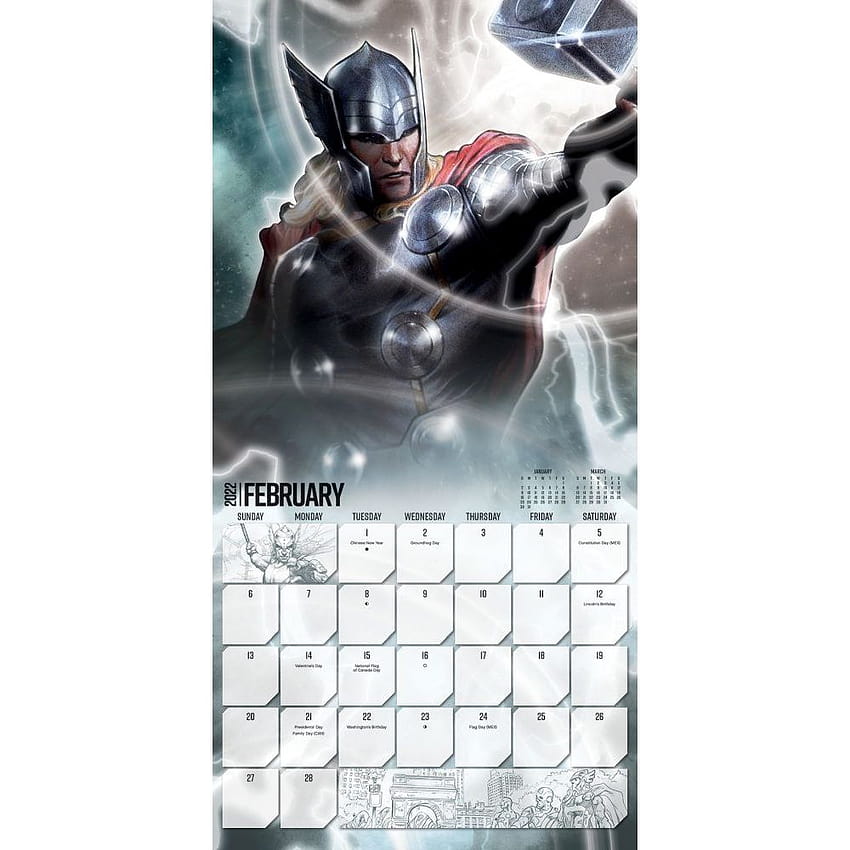 2022
FEBRUARY
JANUARY
MARCH
SUNDAY MONDAY TUESDAY WEDNESDAY THURSDAY FRIDAY SATURDAY
1 2 3 4 5
Chinese New Year Groundhog Day Constitution Day (MEX)
6 7 8 9 10 11 12
Lincoln's Birthday
13 14 15 16 17 18 19
Valentine's Day National Flag
of Canada Day
20 21 22 23 24 25 26
Presidents' Day Washington's Birthday Flag Day (MEX)
Family Day (CAN)
27 28